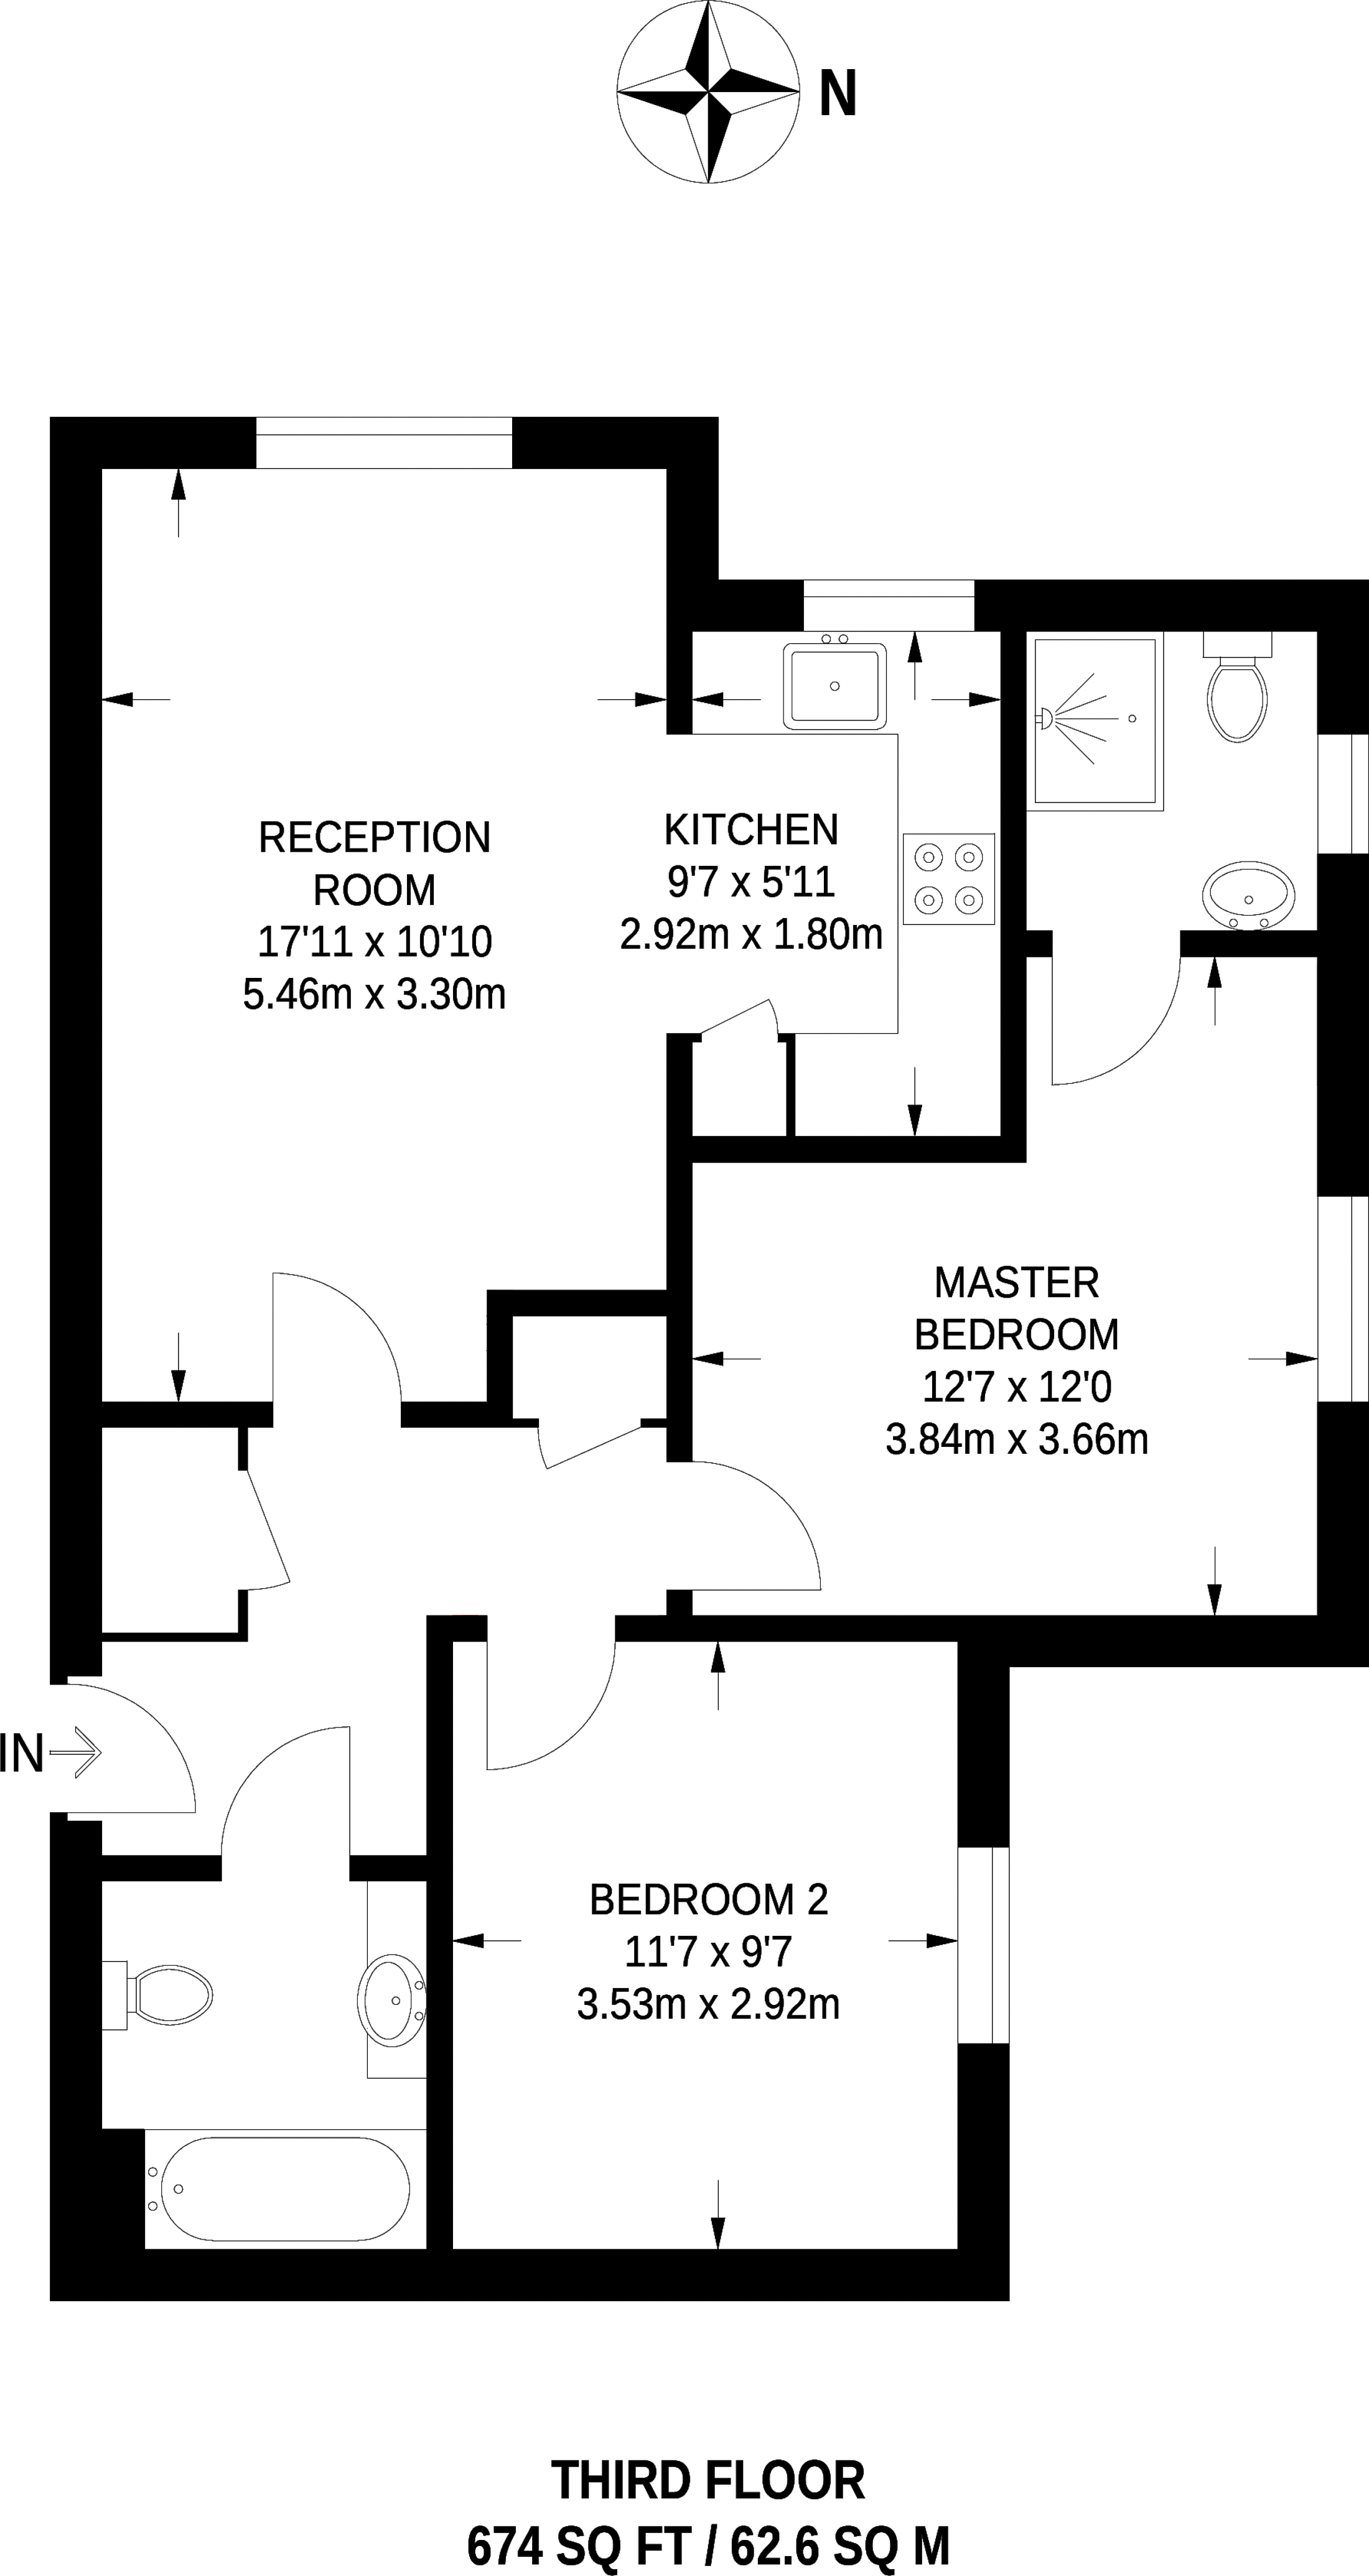 N
RECEPTION
ROOM
17'11 x 10'10
5.46m x 3.30m
KITCHEN
9'7 x 5'11
2.92m x 1.80m
MASTER
BEDROOM
12'7 x 12'0
3.84m x 3.66m
IN
BEDROOM 2
11'7 x 9'7
3.53m x 2.92m
THIRD FLOOR
674 SQ FT / 62.6 SQ M